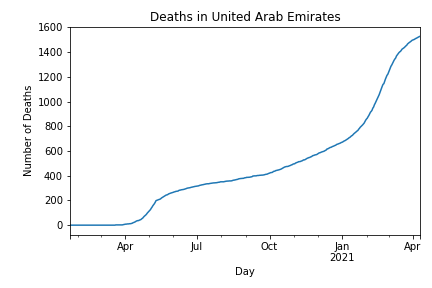 Deaths in United Arab Emirates
1600
1400
1200
1000
800
600
400
200
0
Number of Deaths
Apr Jul Oct Jan Apr
2021
Day